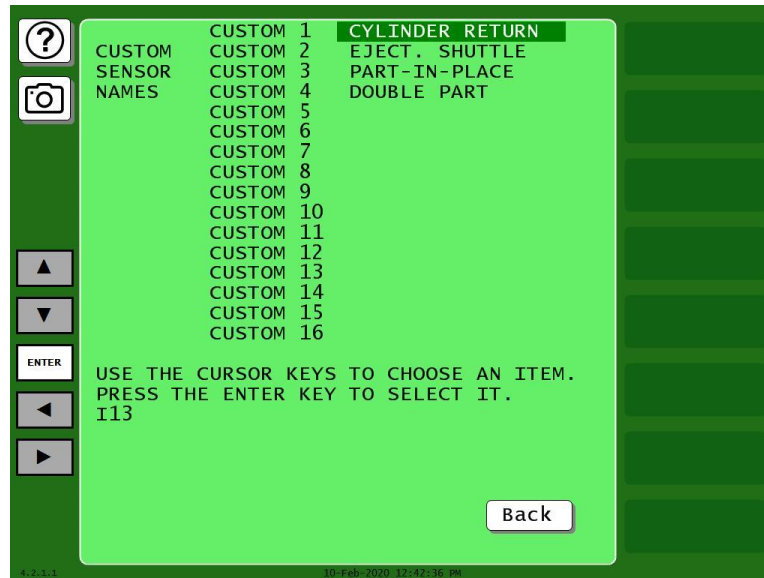 ?
CUSTOM 1 CYLINDER RETURN
CUSTOM CUSTOM 2 EJECT. SHUTTLE
SENSOR CUSTOM 3 PART-IN-PLACE
NAMES CUSTOM 4 DOUBLE PART
CUSTOM 5
CUSTOM 6
CUSTOM 7
CUSTOM 8
CUSTOM 9
CUSTOM 10
CUSTOM 11
CUSTOM 12
CUSTOM 13
CUSTOM 14
CUSTOM 15
CUSTOM 16
ENTER
USE THE CURSOR KEYS TO CHOOSE AN ITEM.
PRESS THE ENTER KEY TO SELECT IT.
I13
Back
4.2.1.1 10-Feb-2020 12:42:36 PM